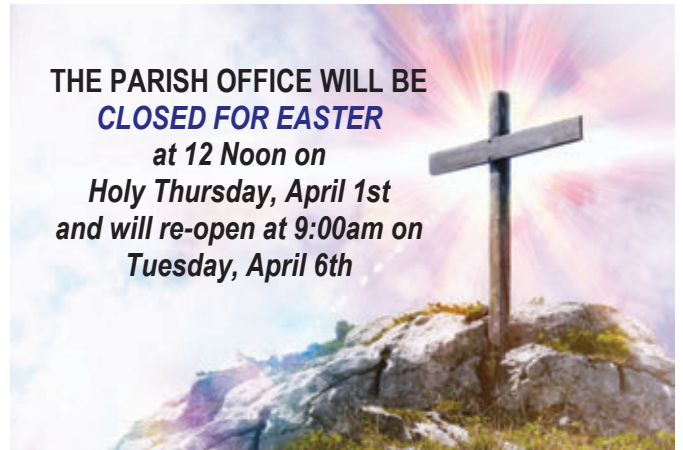 THE PARISH OFFICE WILL BE
CLOSED FOR EASTER
at 12 Noon on
Holy Thursday, April 1st
and will re-open at 9:00am on
Tuesday, April 6th